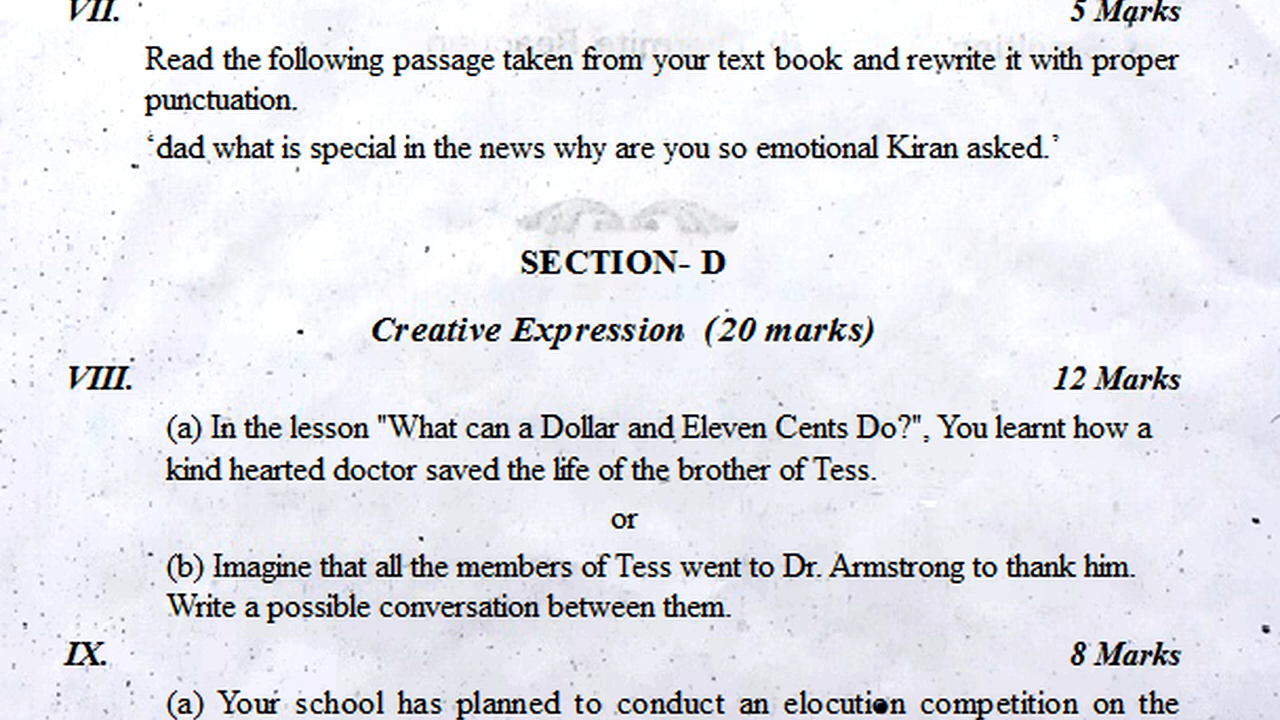 VII.
5 Marks
Read the following passage taken from your text book and rewrite it with proper
punctuation.
‘dad what is special in the news why are you so emotional Kiran asked.’
SECTION- D
Creative Expression (20 marks)
VIII.
12 Marks
(a) In the lesson "What can a Dollar and Eleven Cents Do?", You learnt how a
kind hearted doctor saved the life of the brother of Tess.
or
(b) Imagine that all the members of Tess went to Dr. Armstrong to thank him.
Write a possible conversation between them.
IX.
8 Marks
(a) Your school has planned to conduct an elocution competition on the